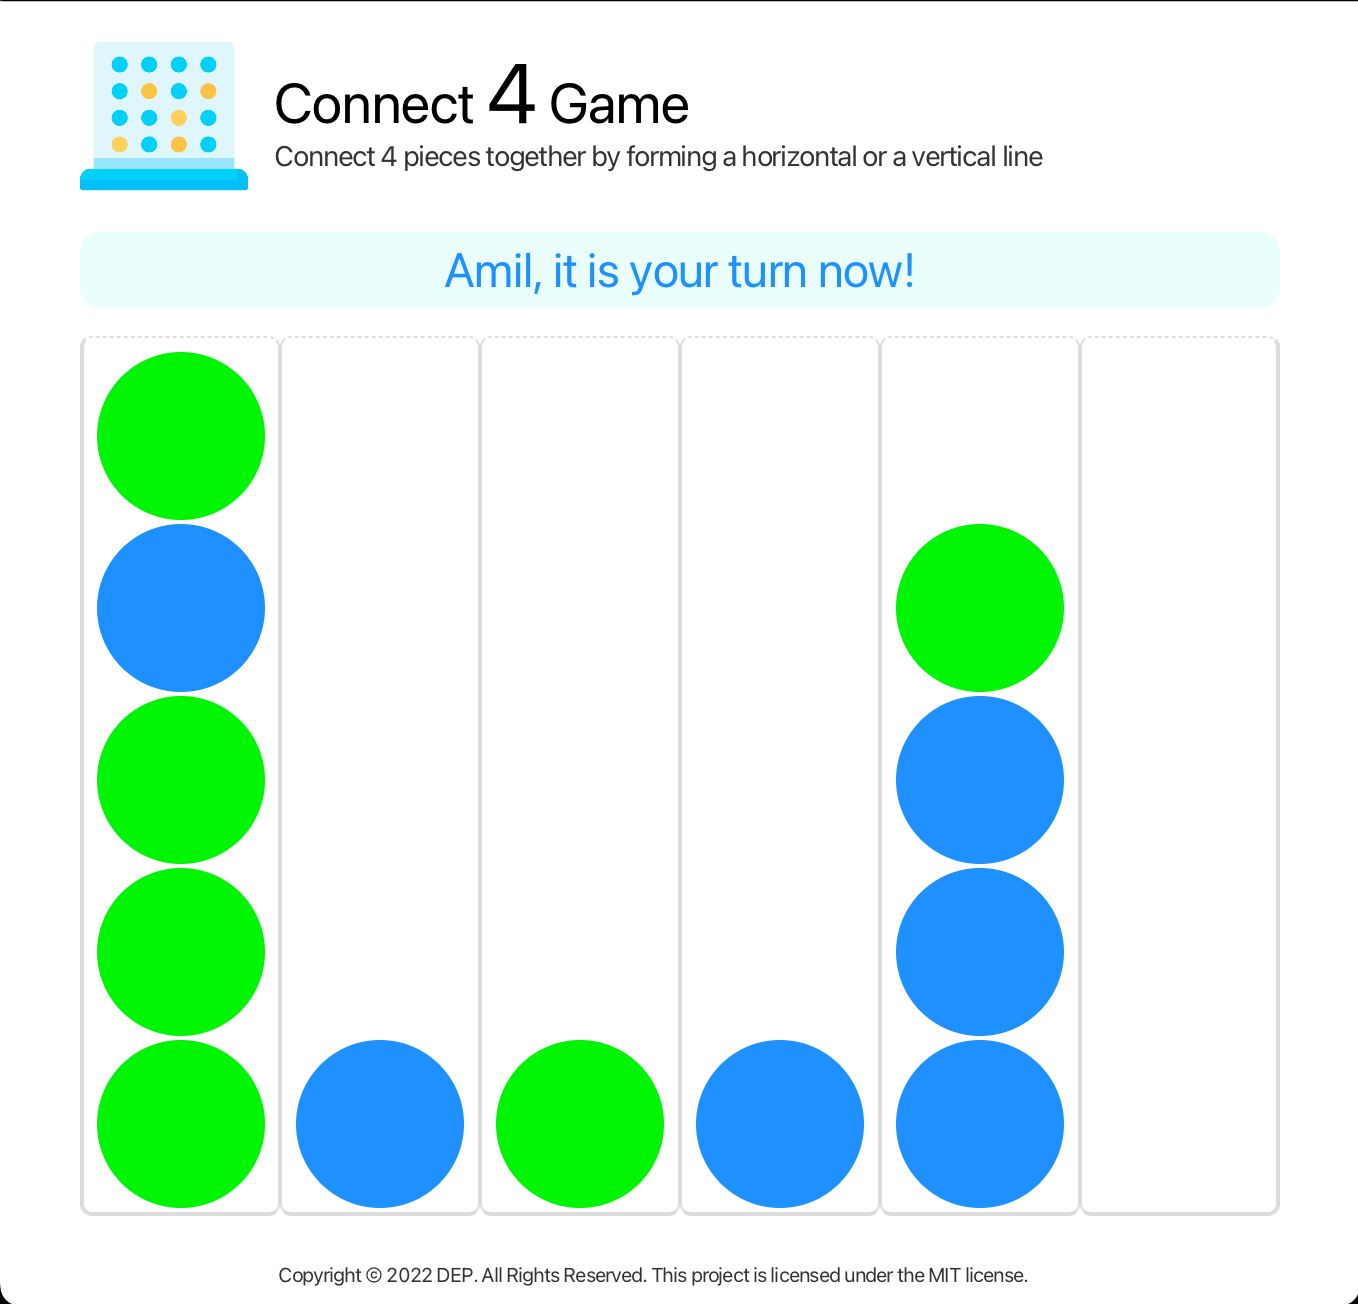 Connect 4 Game
Connect 4 pieces together by forming a horizontal or a vertical line
Amil, it is your turn now!
Copyright © 2022 DEP. All Rights Reserved. This project is licensed under the MIT license.